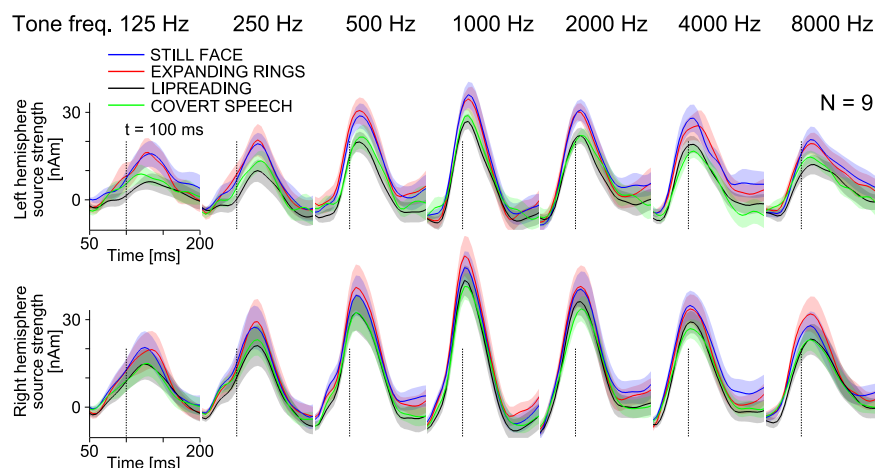 Tone freq. 125 Hz 250 Hz 500 Hz 1000 Hz 2000 Hz 4000 Hz 8000 Hz
STILL FACE
EXPANDING RINGS
LIPREADING
COVERT SPEECH
N = 9
t = 100 ms
Left hemisphere
source strength
[nAm]
30
0
50 200
Time [ms]
Right hemisphere
source strength
[nAm]
30
0
50 200
Time [ms]